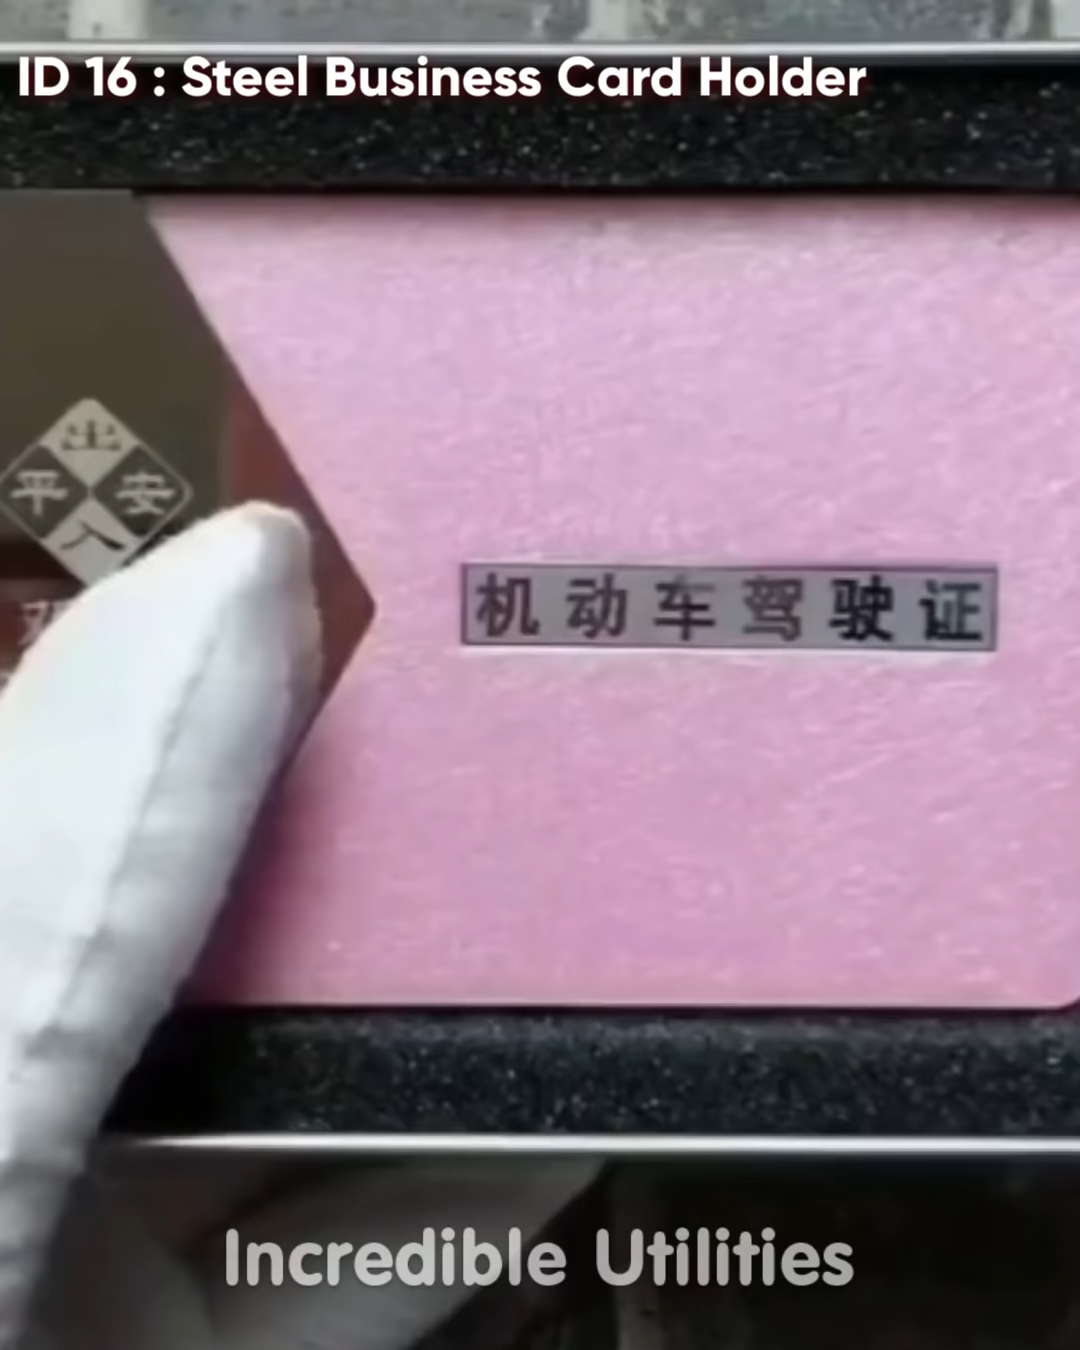 ID 16 : Steel Business Card Holder
出
平 安
入
机动车驾驶证
Incredible Utilities